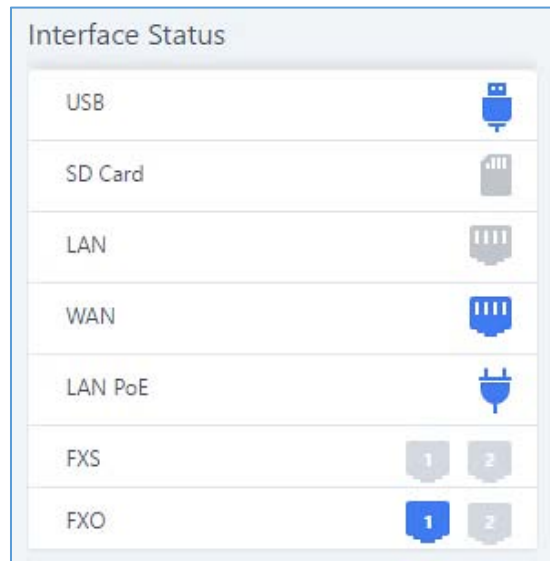 Interface Status
USB
SD Card
LAN
WAN
LAN PoE
FXS 1 2
FXO 1 2